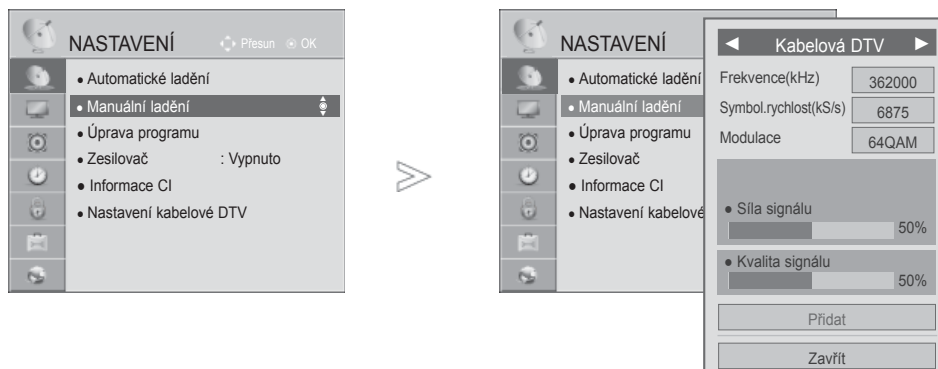 NASTAVENÍ
Přesun ⊙ OK
● Automatické ladění
● Manuální ladění
● Úprava programu
● Zesilovač : Vypnuto
● Informace CI
● Nastavení kabelové DTV
NASTAVENÍ
● Automatické ladění
● Manuální ladění
● Úprava programu
● Zesilovač
● Informace CI
● Nastavení kabelové
◀ Kabelová DTV ▶
Frekvence(kHz) 362000
Symbol.rychlost(kS/s) 6875
Modulace 64QAM
● Síla signálu
50%
● Kvalita signálu
50%
Přidat
Zavřít